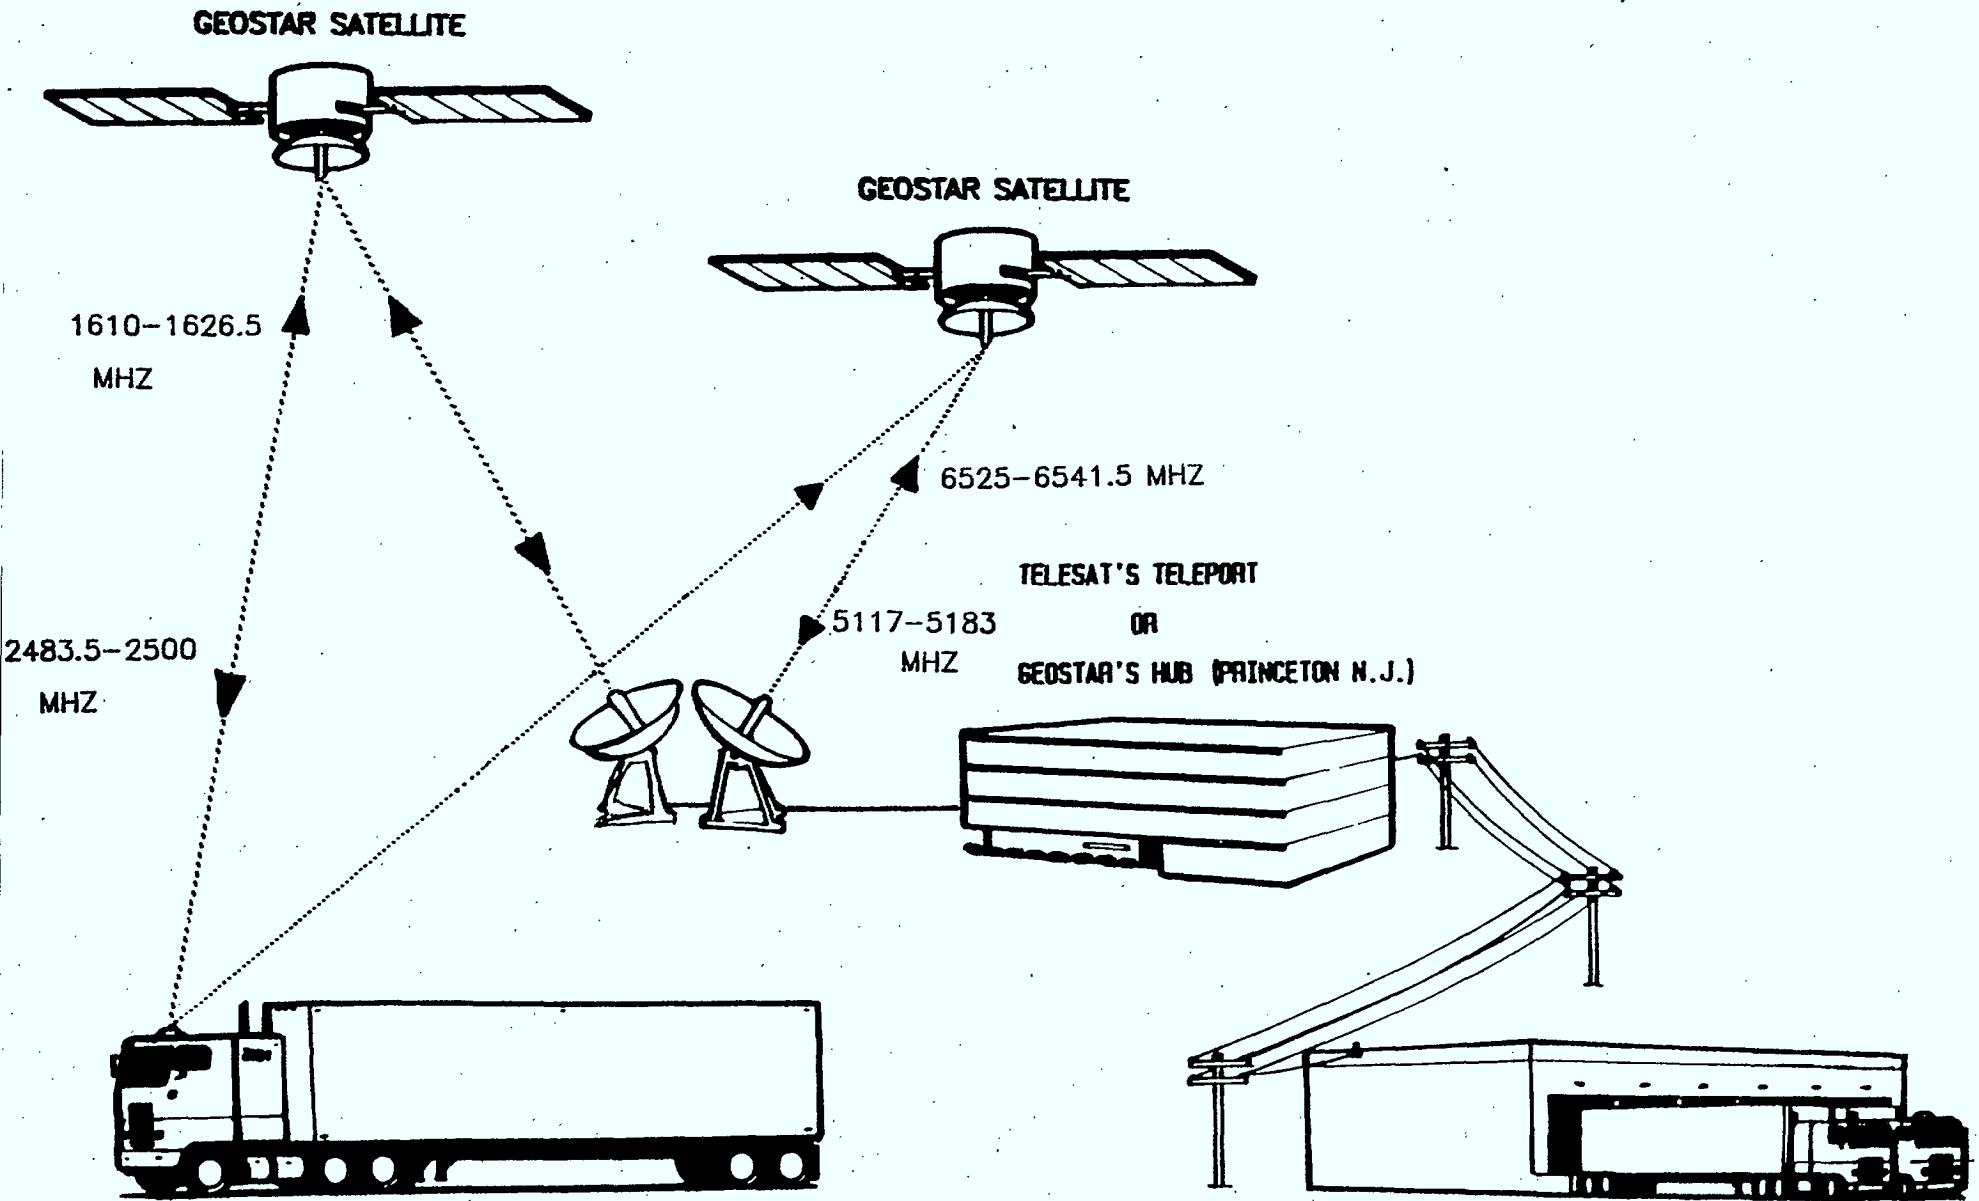 GEOSTAR SATELLITE
GEOSTAR SATELLITE
1610-1626.5
MHZ
6525-6541.5 MHZ
TELESAT'S TELEPORT
OR
GEOSTAR'S HUB (PRINCETON N.J.)
5117-5183
MHZ
2483.5-2500
MHZ